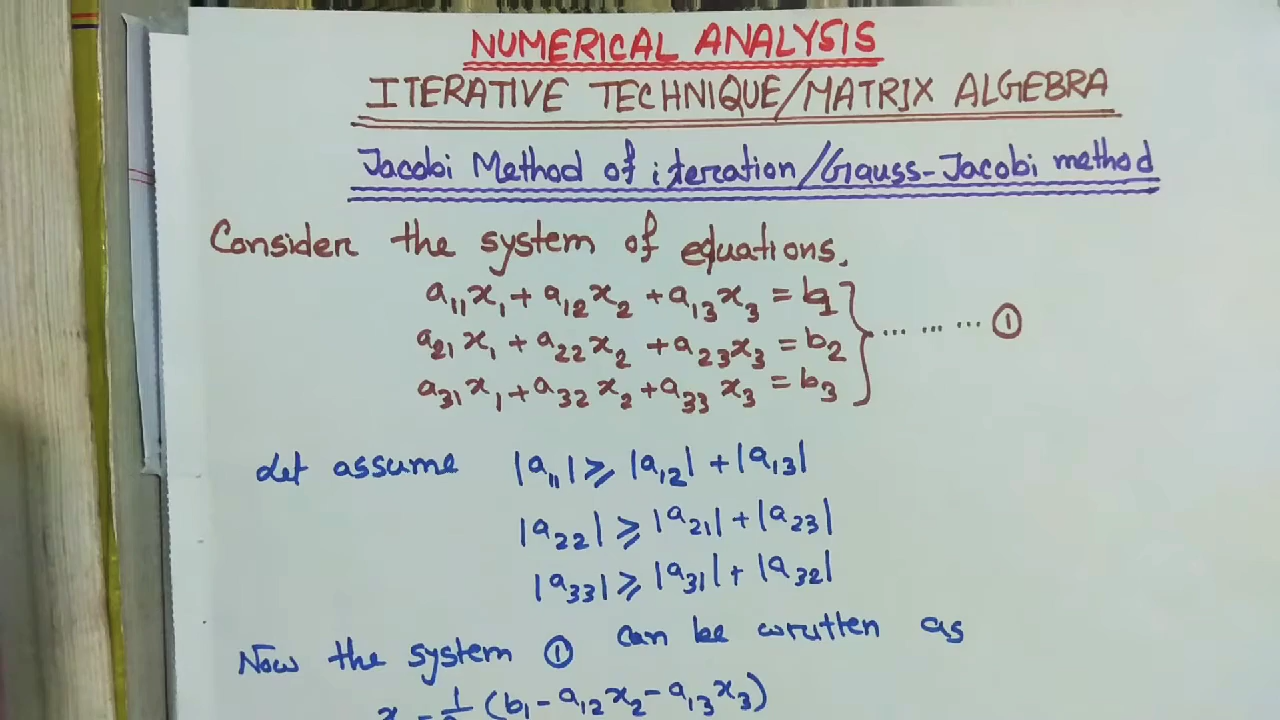 NUMERICAL ANALYSIS
ITERATIVE TECHNIQUE/MATRIX ALGEBRA
Jacobi Method of iteration/Gauss-Jacobi method
Consider the system of equations.
a₁₁x₁ + a₁₂x₂ + a₁₃x₃ = b₁
a₂₁x₁ + a₂₂x₂ + a₂₃x₃ = b₂ } ... ... ... ①
a₃₁x₁ + a₃₂x₂ + a₃₃x₃ = b₃
Let assume |a₁₁| ≥ |a₁₂| + |a₁₃|
|a₂₂| ≥ |a₂₁| + |a₂₃|
|a₃₃| ≥ |a₃₁| + |a₃₂|
Now the system ① can be written as
(b₁ - a₁₂x₂ - a₁₃x₃)